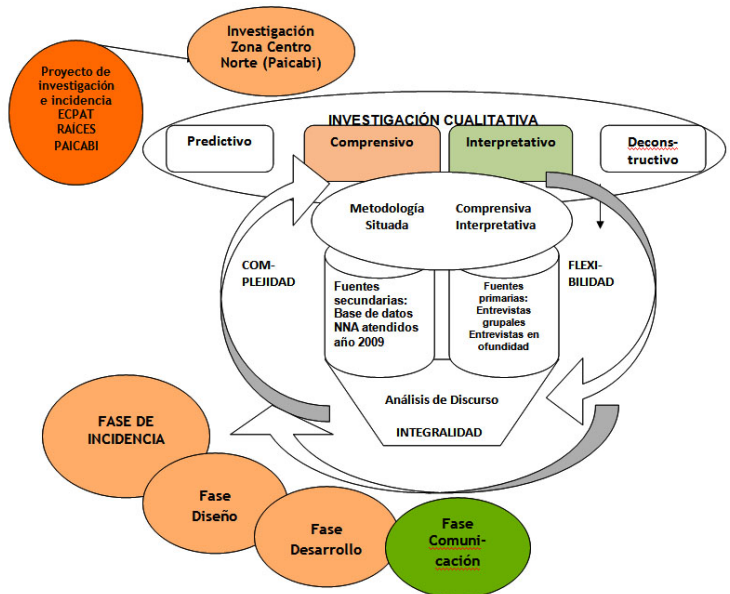 Investigación
Zona Centro
Norte (Paicabi)
Proyecto de
investigación
e incidencia
ECPAT
RAÍCES
PAICABI
INVESTIGACIÓN CUALITATIVA
Predictivo
Comprensivo
Interpretativo
Decons-
tructivo
Metodología
Situada
Comprensiva
Interpretativa
COM-
PLEJIDAD
FLEXI-
BILIDAD
Fuentes
secundarias:
Base de datos
NNA atendidos
año 2009
Fuentes
primarias:
Entrevistas
grupales
Entrevistas en
ofundidad
Análisis de Discurso
INTEGRALIDAD
FASE DE
INCIDENCIA
Fase
Diseño
Fase
Desarrollo
Fase
Comuni-
cación